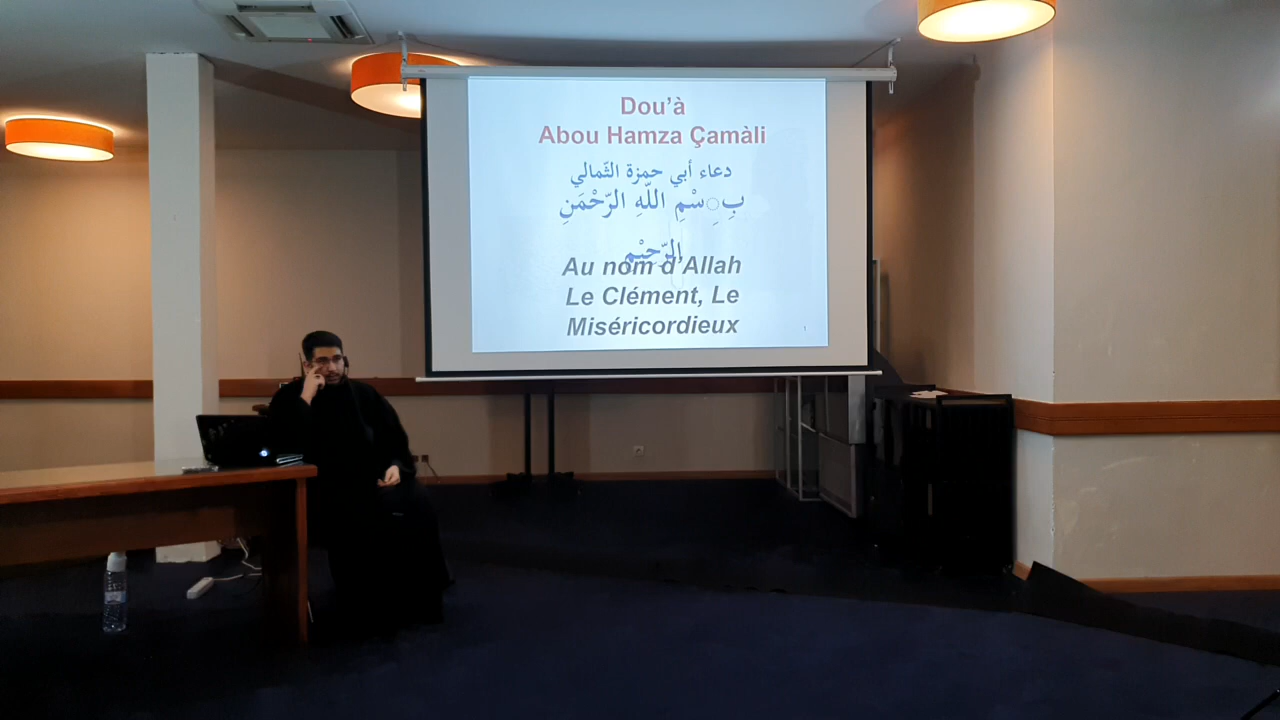 Dou'à
Abou Hamza Çamàli
دعاء أبي حمزة الثّمالي
بِِسْمِ اللّهِ الرّحْمَنِ
الرّحِيْمِ
Au nom d'Allah
Le Clément, Le
Miséricordieux
1